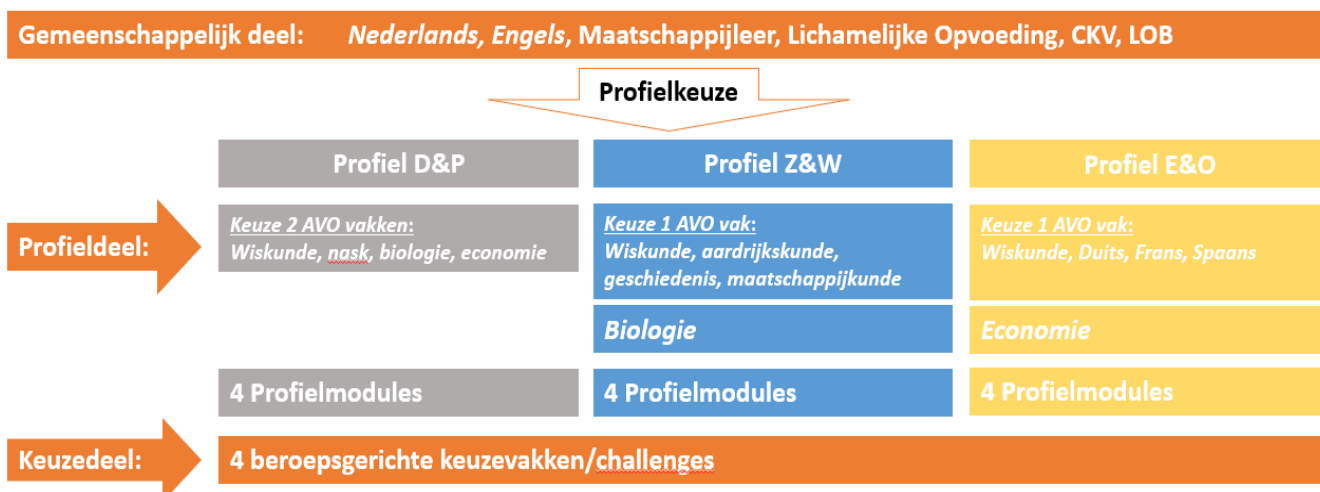 Gemeenschappelijk deel: Nederlands, Engels, Maatschappijleer, Lichamelijke Opvoeding, CKV, LOB
Profielkeuze
Profiel D&P
Profiel Z&W
Profiel E&O
Profieldeel:
Keuze 2 AVO vakken:
Wiskunde, nask, biologie, economie
Keuze 1 AVO vak:
Wiskunde, aardrijkskunde,
geschiedenis, maatschappijkunde
Keuze 1 AVO vak:
Wiskunde, Duits, Frans, Spaans
Biologie
Economie
4 Profielmodules
4 Profielmodules
4 Profielmodules
Keuzedeel:
4 beroepsgerichte keuzevakken/challenges